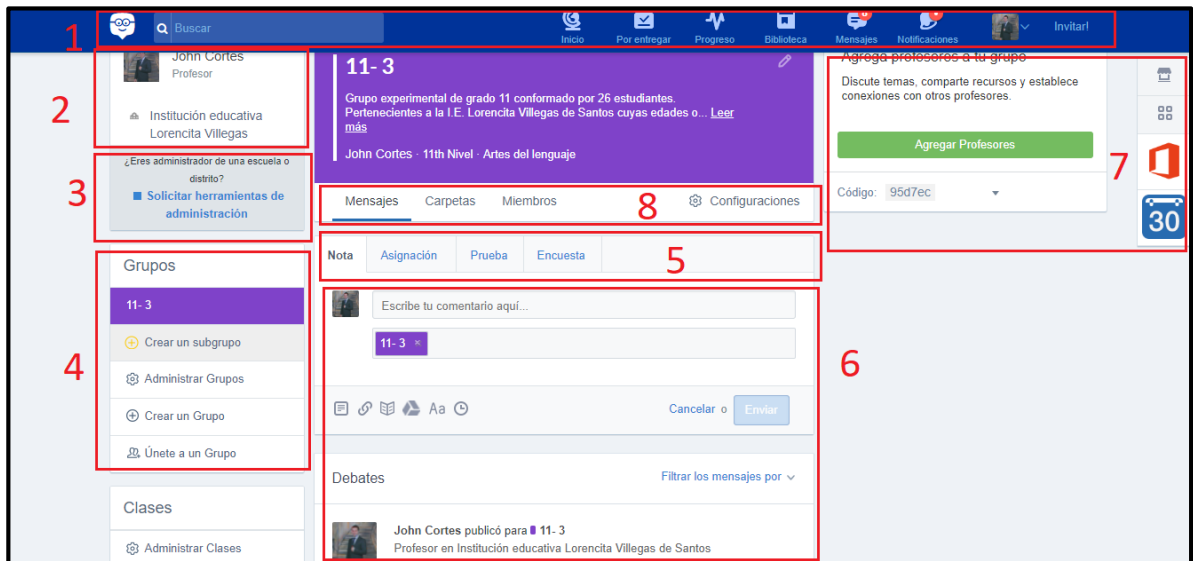 1
Buscar
Inicio
Por entregar
Progreso
Biblioteca
Mensajes
Notificaciones
Invitar!
2
John Cortes
Profesor
Institución educativa
Lorencita Villegas
3
¿Eres administrador de una escuela o
distrito?
Solicitar herramientas de
administración
4
Grupos
11- 3
Crear un subgrupo
Administrar Grupos
Crear un Grupo
Únete a un Grupo
Clases
Administrar Clases
11- 3
Grupo experimental de grado 11 conformado por 26 estudiantes.
Pertenecientes a la I.E. Lorencita Villegas de Santos cuyas edades o... Leer
más
John Cortes · 11th Nivel · Artes del lenguaje
Mensajes Carpetas Miembros 8 Configuraciones
Nota Asignación Prueba Encuesta 5
Escribe tu comentario aquí...
11- 3 ×
6
Aa
Cancelar o Enviar
Debates
Filtrar los mensajes por
John Cortes publicó para 11- 3
Profesor en Institución educativa Lorencita Villegas de Santos
Agrega profesores a tu grupo
Discute temas, comparte recursos y establece
conexiones con otros profesores.
Agregar Profesores
7
Código: 95d7ec
30